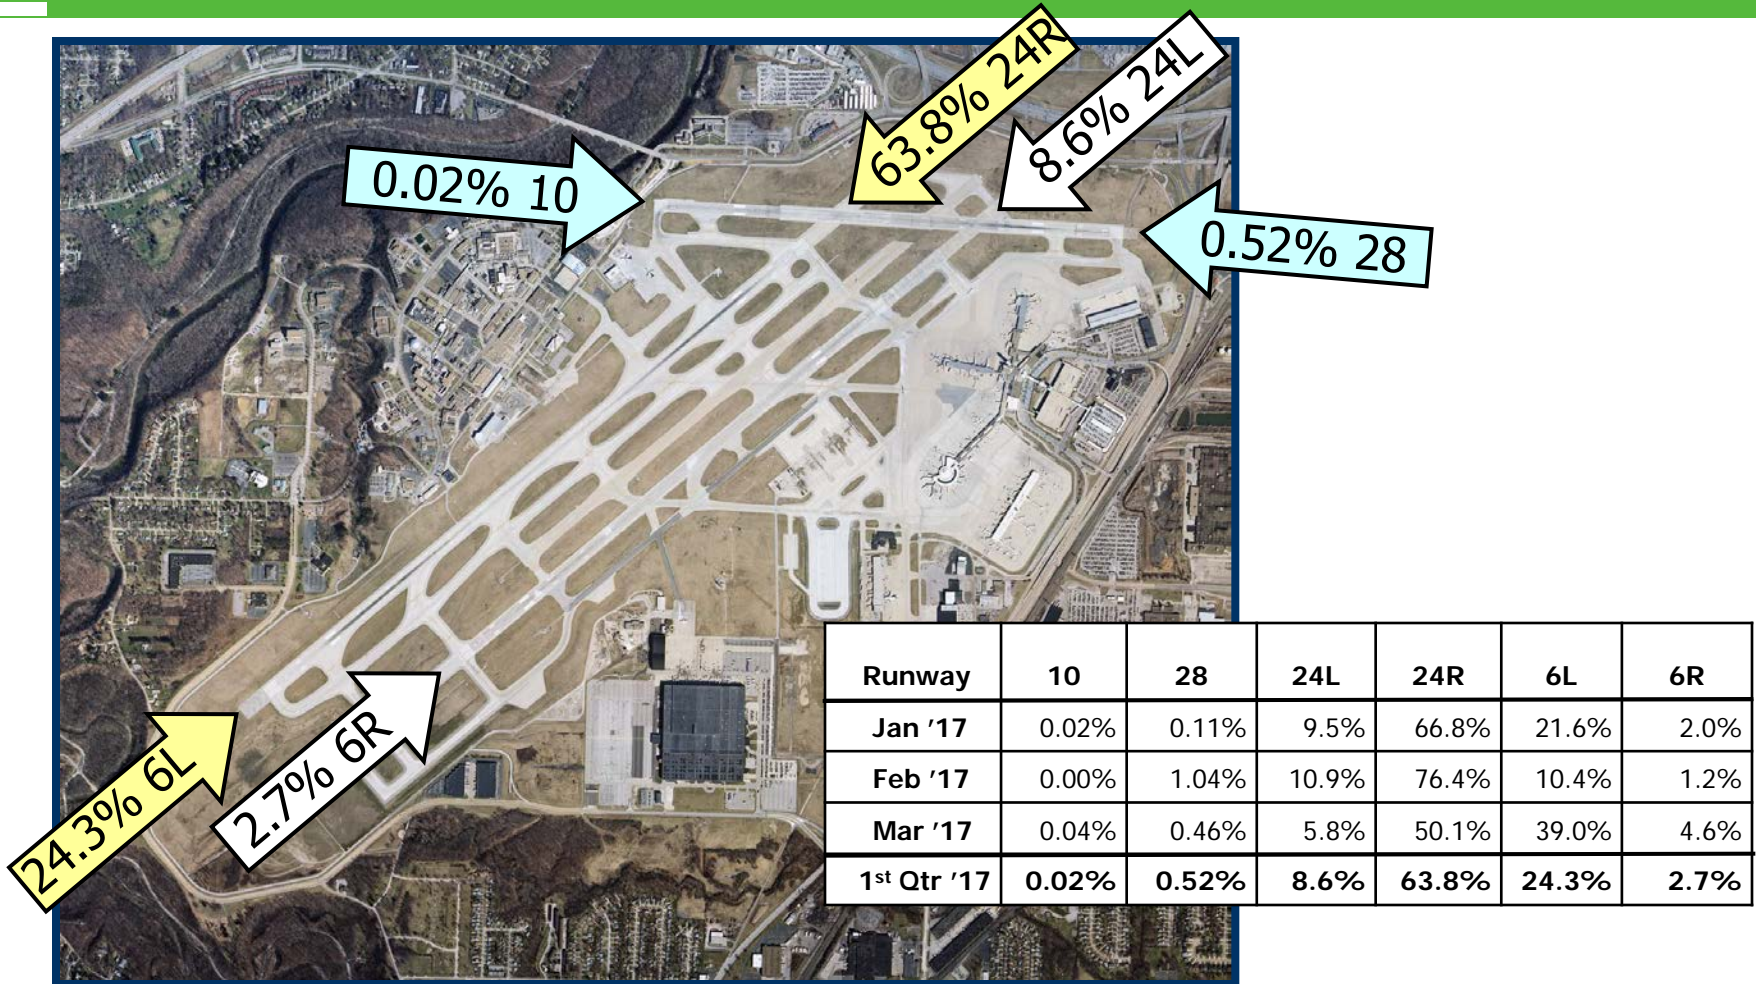 63.8% 24R
8.6% 24L
0.02% 10
0.52% 28
24.3% 6L
2.7% 6R
Runway 10 28 24L 24R 6L 6R
Jan ’17 0.02% 0.11% 9.5% 66.8% 21.6% 2.0%
Feb ’17 0.00% 1.04% 10.9% 76.4% 10.4% 1.2%
Mar ’17 0.04% 0.46% 5.8% 50.1% 39.0% 4.6%
1st Qtr ’17 0.02% 0.52% 8.6% 63.8% 24.3% 2.7%